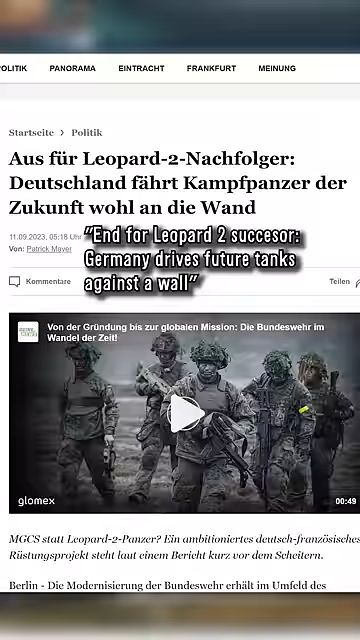 OLITIK PANORAMA EINTRACHT FRANKFURT MEINUNG
Startseite > Politik
Aus für Leopard-2-Nachfolger:
Deutschland fährt Kampfpanzer der
Zukunft wohl an die Wand
11.09.2023, 05:18 Uhr
Von: Patrick Mayer
"End for Leopard 2 succesor:
Germany drives future tanks
against a wall"
Kommentare
Teilen
Von der Gründung bis zur globalen Mission: Die Bundeswehr im
Wandel der Zeit!
glomex
00:49
MGCS statt Leopard-2-Panzer? Ein ambitioniertes deutsch-französisches
Rüstungsprojekt steht laut einem Bericht kurz vor dem Scheitern.
Berlin - Die Modernisierung der Bundeswehr erhält im Umfeld des